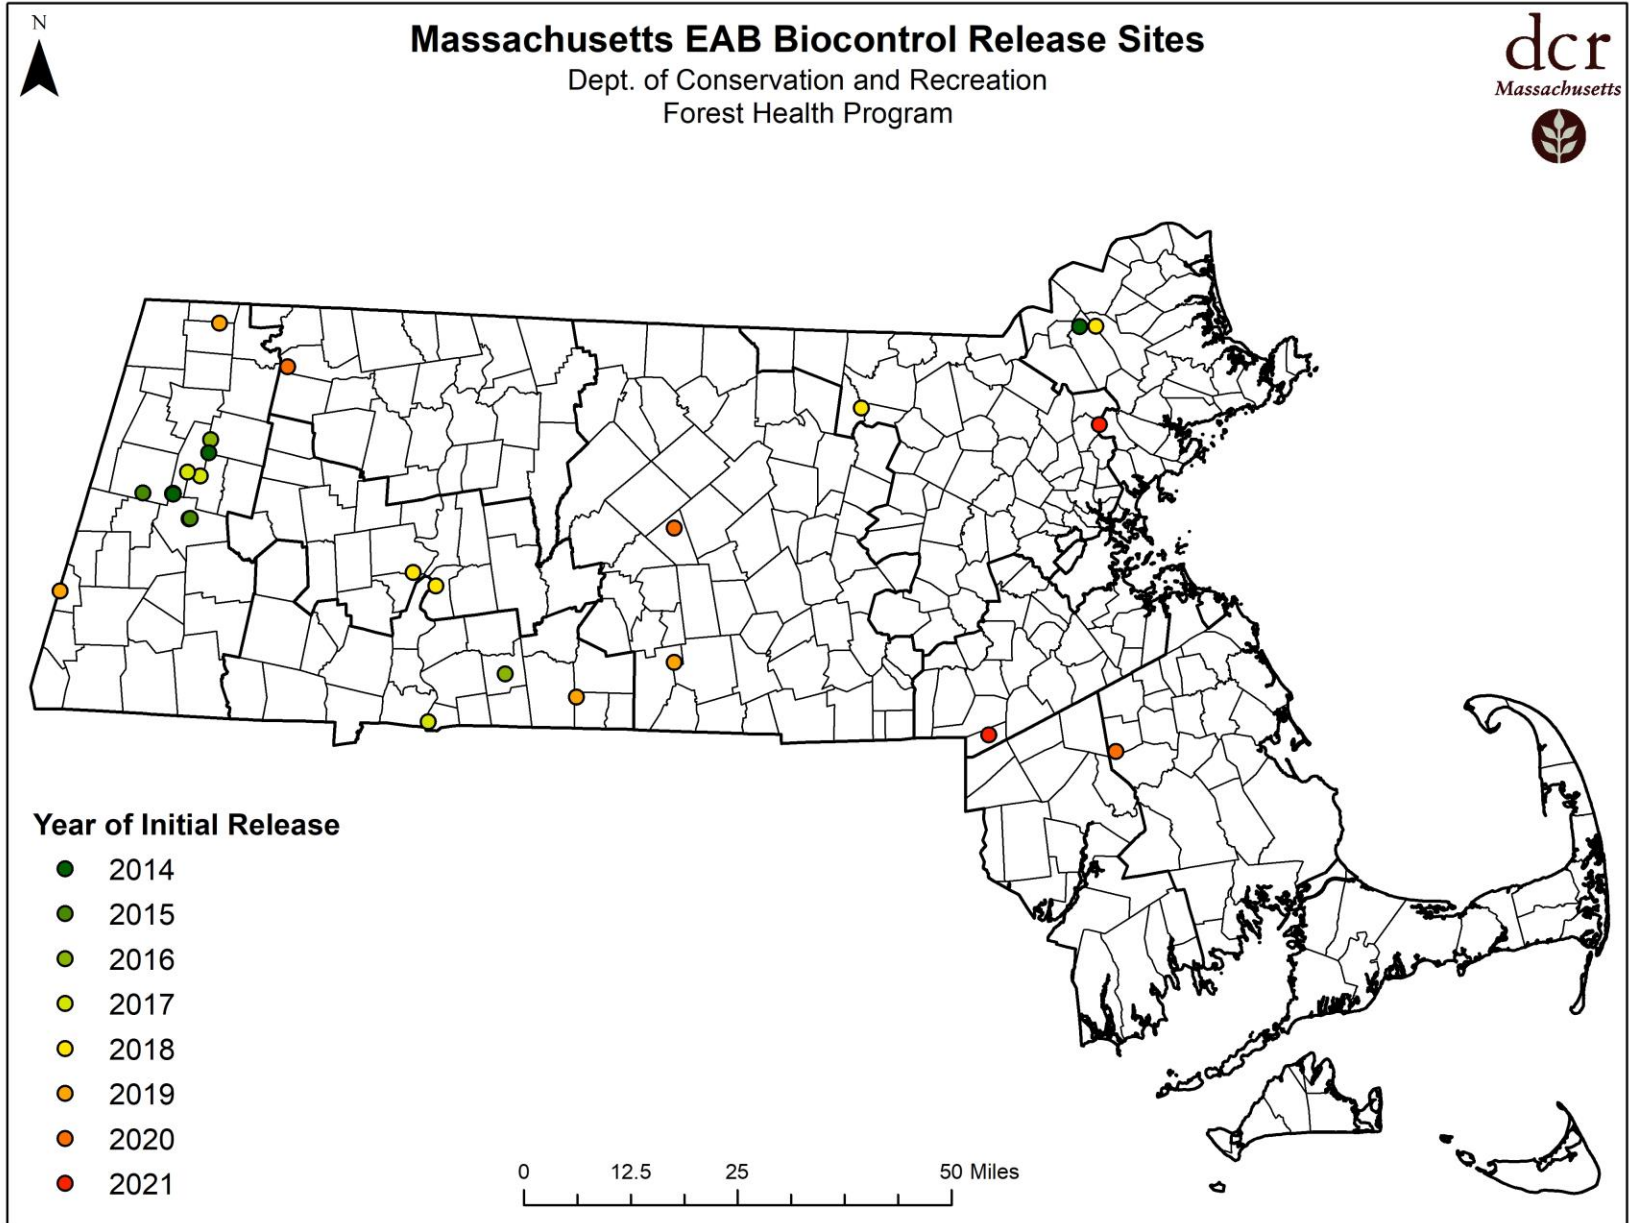 N
Massachusetts EAB Biocontrol Release Sites
Dept. of Conservation and Recreation
Forest Health Program
dcr
Massachusetts
Year of Initial Release
2014
2015
2016
2017
2018
2019
2020
2021
0 12.5 25 50 Miles